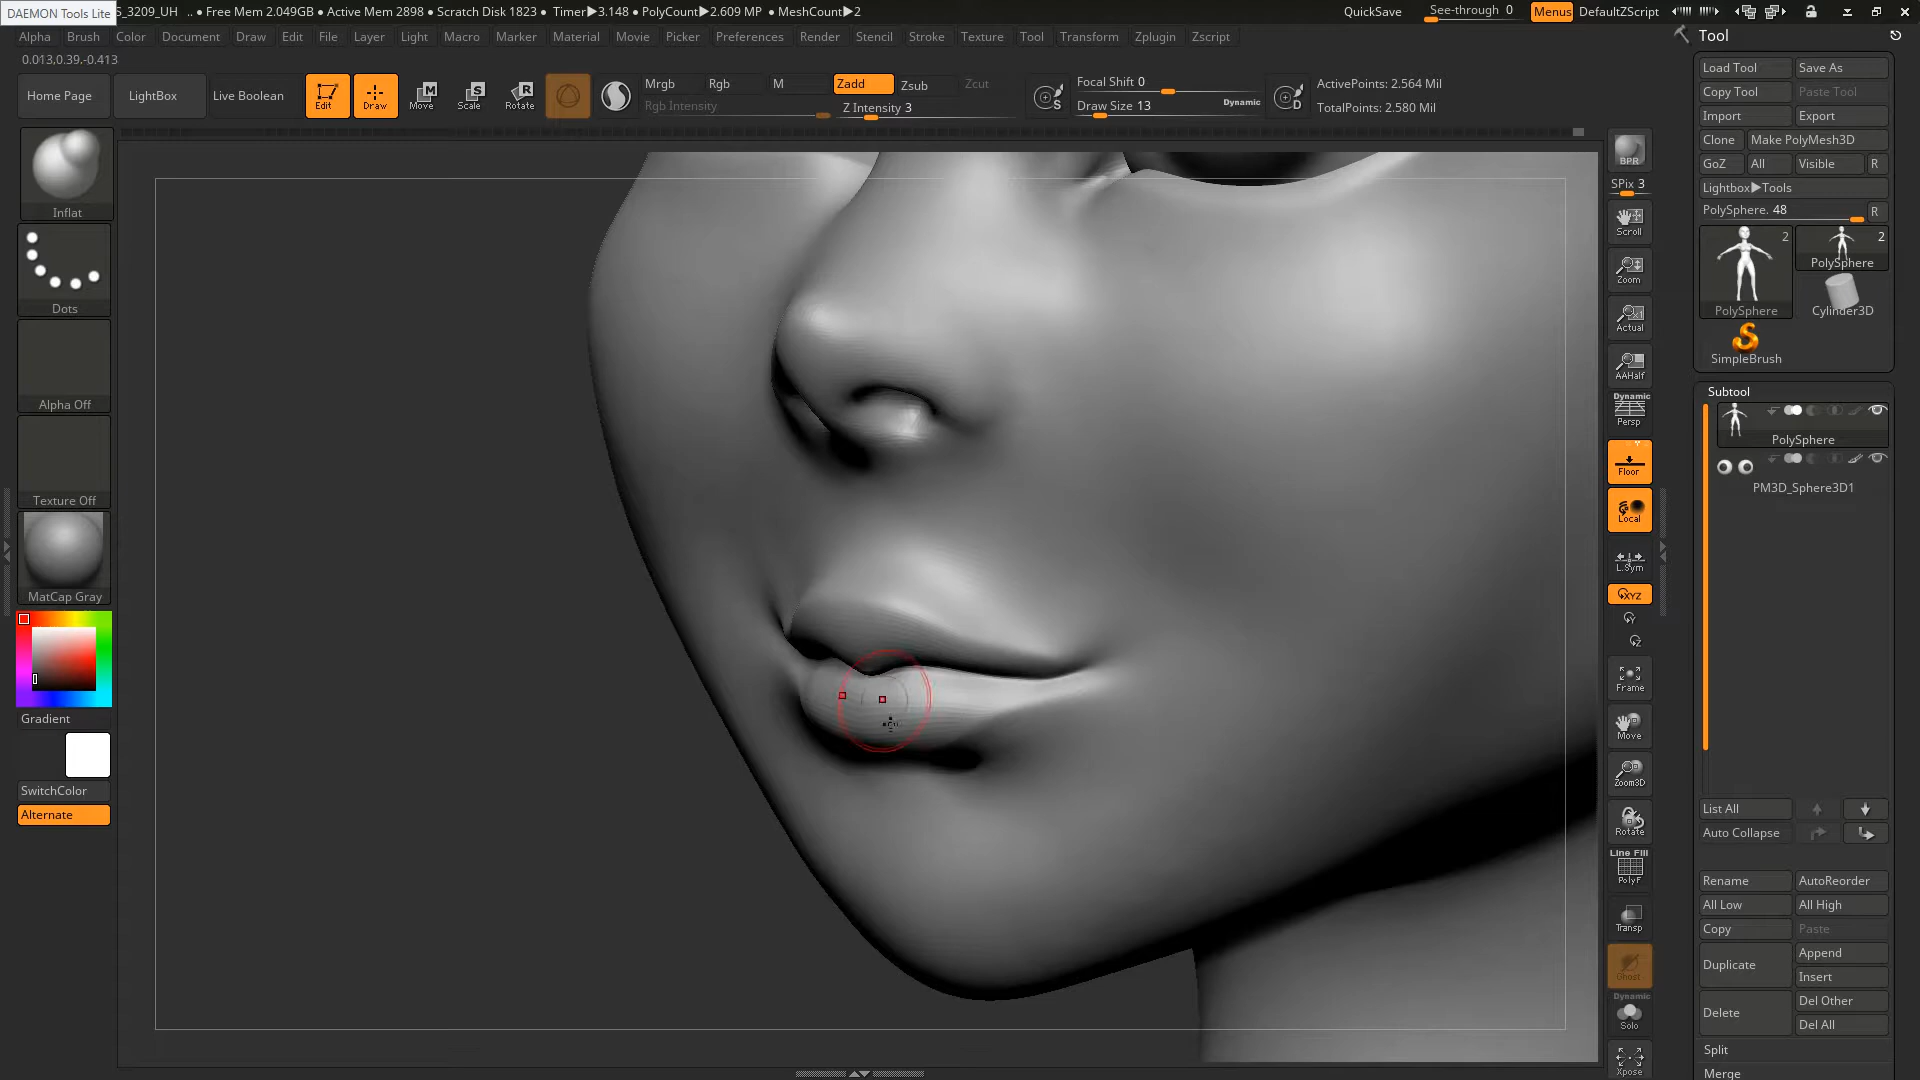 DAEMON Tools Lite
S_3209_UH .. • Free Mem 2.049GB • Active Mem 2898 • Scratch Disk 1823 • Timer▶3.148 • PolyCount▶2.609 MP • MeshCount▶2
QuickSave See-through 0 Menus DefaultZScript
Alpha Brush Color Document Draw Edit File Layer Light Macro Marker Material Movie Picker Preferences Render Stencil Stroke Texture Tool Transform Zplugin Zscript
0.013,0.39,-0.413
Home Page LightBox Live Boolean Edit Draw Move Scale Rotate
Mrgb Rgb M Zadd Zsub Zcut
Rgb Intensity Z Intensity 3
S Focal Shift 0
Draw Size 13 Dynamic
D ActivePoints: 2.564 Mil
TotalPoints: 2.580 Mil
Inflat
Dots
Alpha Off
Texture Off
MatCap Gray
Gradient
SwitchColor
Alternate
BPR
SPix 3
Scroll
Zoom
Actual
AAHalf
Dynamic
Persp
Floor
Local
L.Sym
XYZ
Y
Z
Frame
Move
Zoom3D
Rotate
Line Fill
PolyF
Transp
Ghost
Dynamic
Solo
Xpose
Tool
Load Tool Save As
Copy Tool Paste Tool
Import Export
Clone Make PolyMesh3D
GoZ All Visible R
Lightbox▶Tools
PolySphere. 48 R
2 2
PolySphere
PolySphere Cylinder3D
SimpleBrush
Subtool
PolySphere
PM3D_Sphere3D1
List All
Auto Collapse
Rename AutoReorder
All Low All High
Copy Paste
Duplicate Append
Insert
Delete Del Other
Del All
Split
Merge